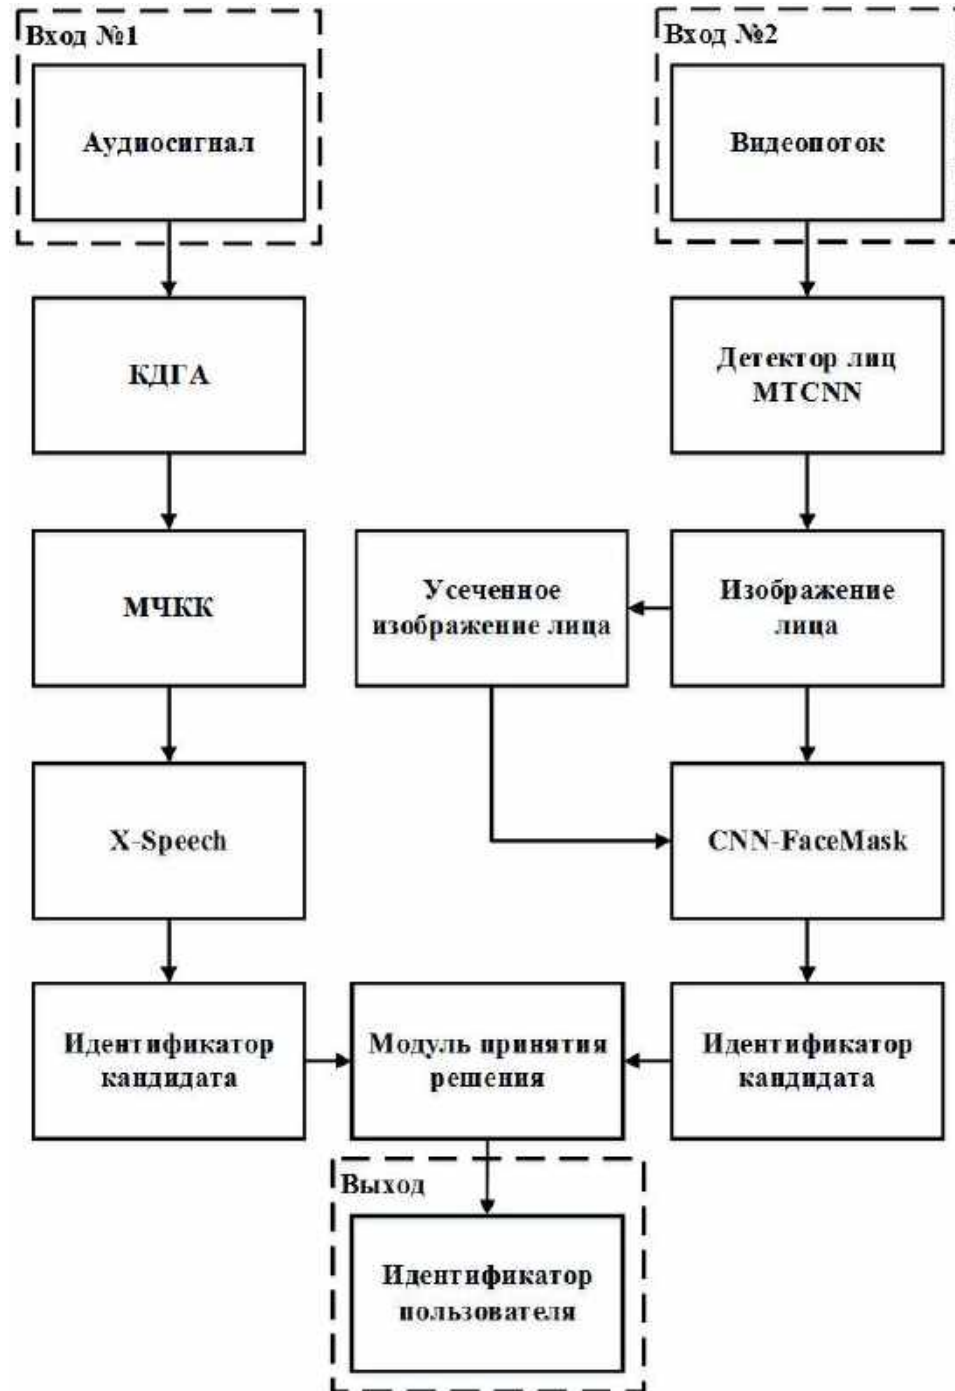 Вход №1
Вход №2
Аудиосигнал
Видеопоток
КДГА
Детектор лиц
MTCNN
МЧКК
Усеченное
изображение лица
Изображение
лица
X-Speech
CNN-FaceMask
Идентификатор
кандидата
Модуль принятия
решения
Идентификатор
кандидата
Выход
Идентификатор
пользователя